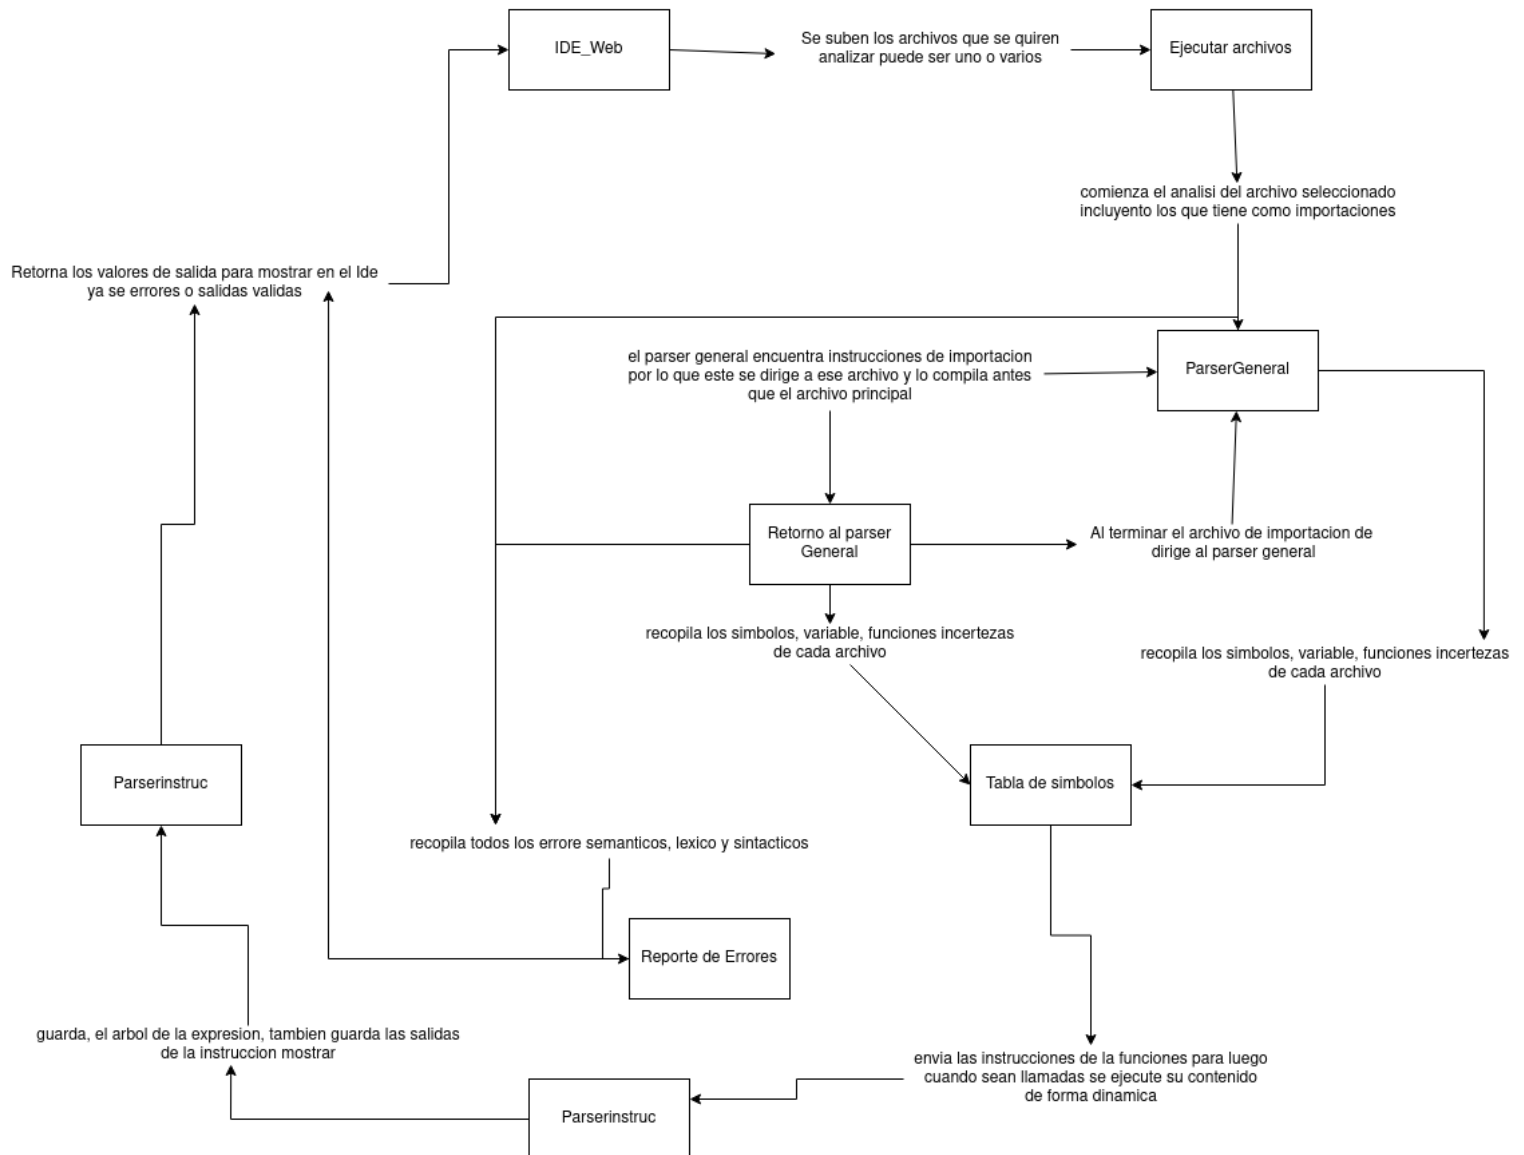 IDE_Web
Se suben los archivos que se quiren
analizar puede ser uno o varios
Ejecutar archivos
comienza el analisi del archivo seleccionado
incluyento los que tiene como importaciones
Retorna los valores de salida para mostrar en el Ide
ya se errores o salidas validas
el parser general encuentra instrucciones de importacion
por lo que este se dirige a ese archivo y lo compila antes
que el archivo principal
ParserGeneral
Retorno al parser
General
Al terminar el archivo de importacion de
dirige al parser general
recopila los simbolos, variable, funciones incertezas
de cada archivo
recopila los simbolos, variable, funciones incertezas
de cada archivo
Parserinstruc
Tabla de simbolos
recopila todos los errore semanticos, lexico y sintacticos
Reporte de Errores
guarda, el arbol de la expresion, tambien guarda las salidas
de la instruccion mostrar
envia las instrucciones de la funciones para luego
cuando sean llamadas se ejecute su contenido
de forma dinamica
Parserinstruc